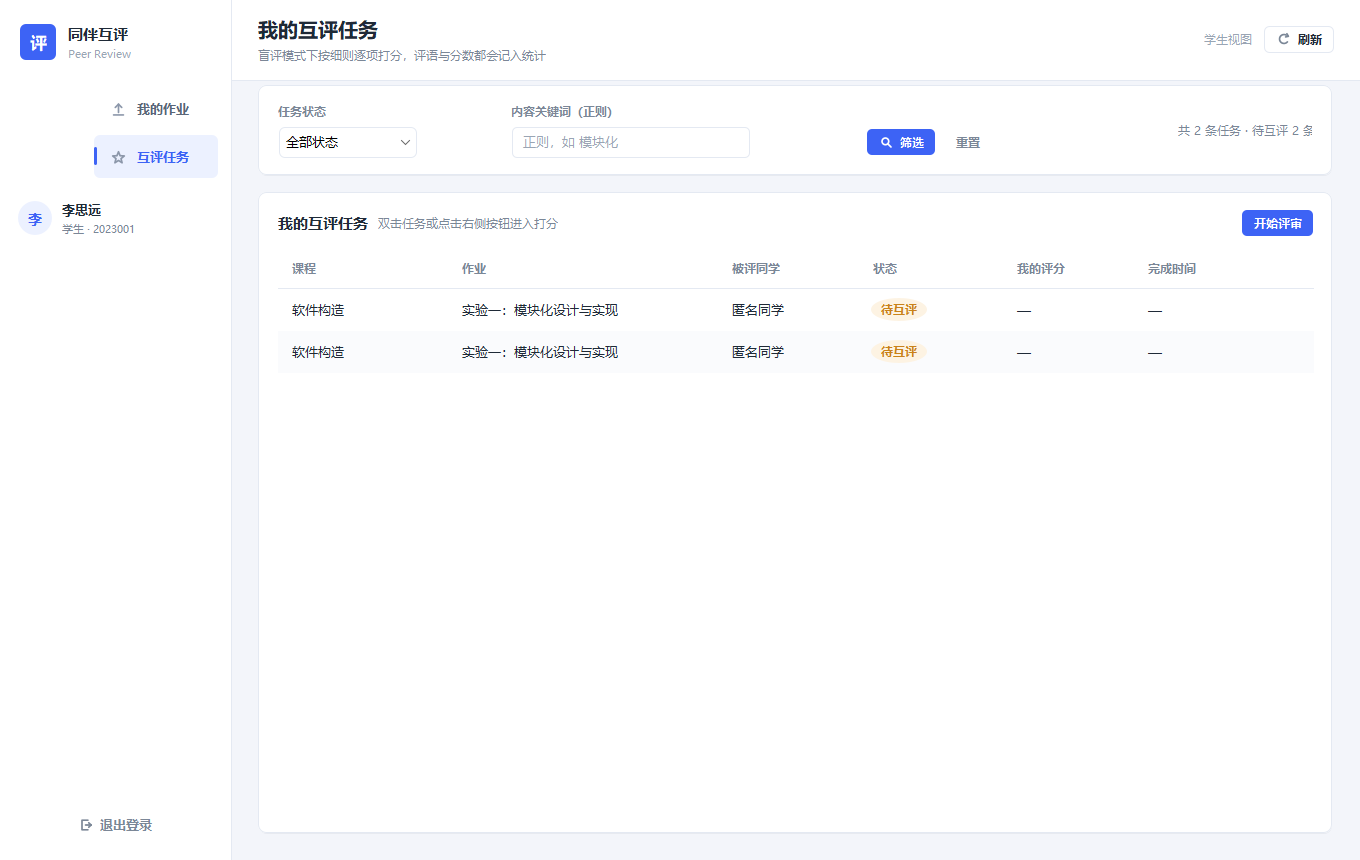 评
同伴互评
Peer Review
我的作业
互评任务
李
李思远
学生 · 2023001
退出登录
我的互评任务
盲评模式下按细则逐项打分，评语与分数都会记入统计
学生视图
刷新
任务状态
内容关键词（正则）
全部状态
正则，如 模块化
筛选
重置
共 2 条任务 · 待互评 2 条
我的互评任务 双击任务或点击右侧按钮进入打分
开始评审
课程 作业 被评同学 状态 我的评分 完成时间
软件构造 实验一：模块化设计与实现 匿名同学 待互评 — —
软件构造 实验一：模块化设计与实现 匿名同学 待互评 — —